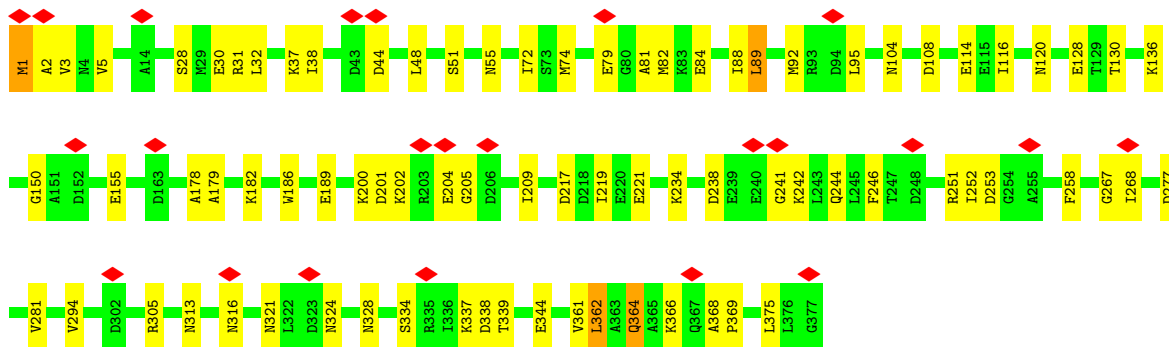 M1 A2 V3 N4 V5 A14 S28 M29 E30 R31 L32 K37 I38 D43 D44 L48 S51 N55 I72 S73 M74 E79 G80 A81 M82 K83 E84 I88 L89 M92 R93 D94 L95 N104 D108 E114 E115 I116 N120 E128 T129 T130 K136
G150 A151 D152 E155 D163 A178 A179 K182 W186 E189 K200 D201 K202 R203 E204 G205 D206 I209 D217 D218 I219 E220 E221 K234 D238 E239 E240 G241 K242 L243 Q244 L245 F246 T247 D248 R251 I252 D253 G254 A255 F258 G267 I268
V281 V294 D302 R305 N313 N316 N321 L322 D323 N324 N328 S334 R335 I336 K337 D338 T339 E344 V361 L362 A363 Q364 A365 K366 Q367 A368 P369 L375 L376 G377